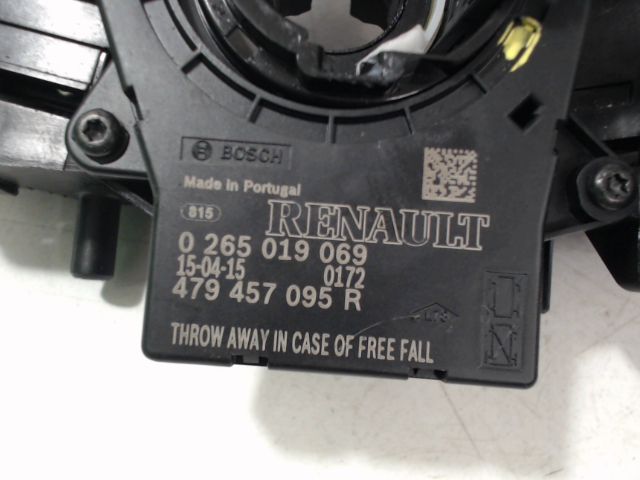 BOSCH
Made in Portugal
815
RENAULT
0 265 019 069
15-04-15 0172
479 457 095 R
THROW AWAY IN CASE OF FREE FALL